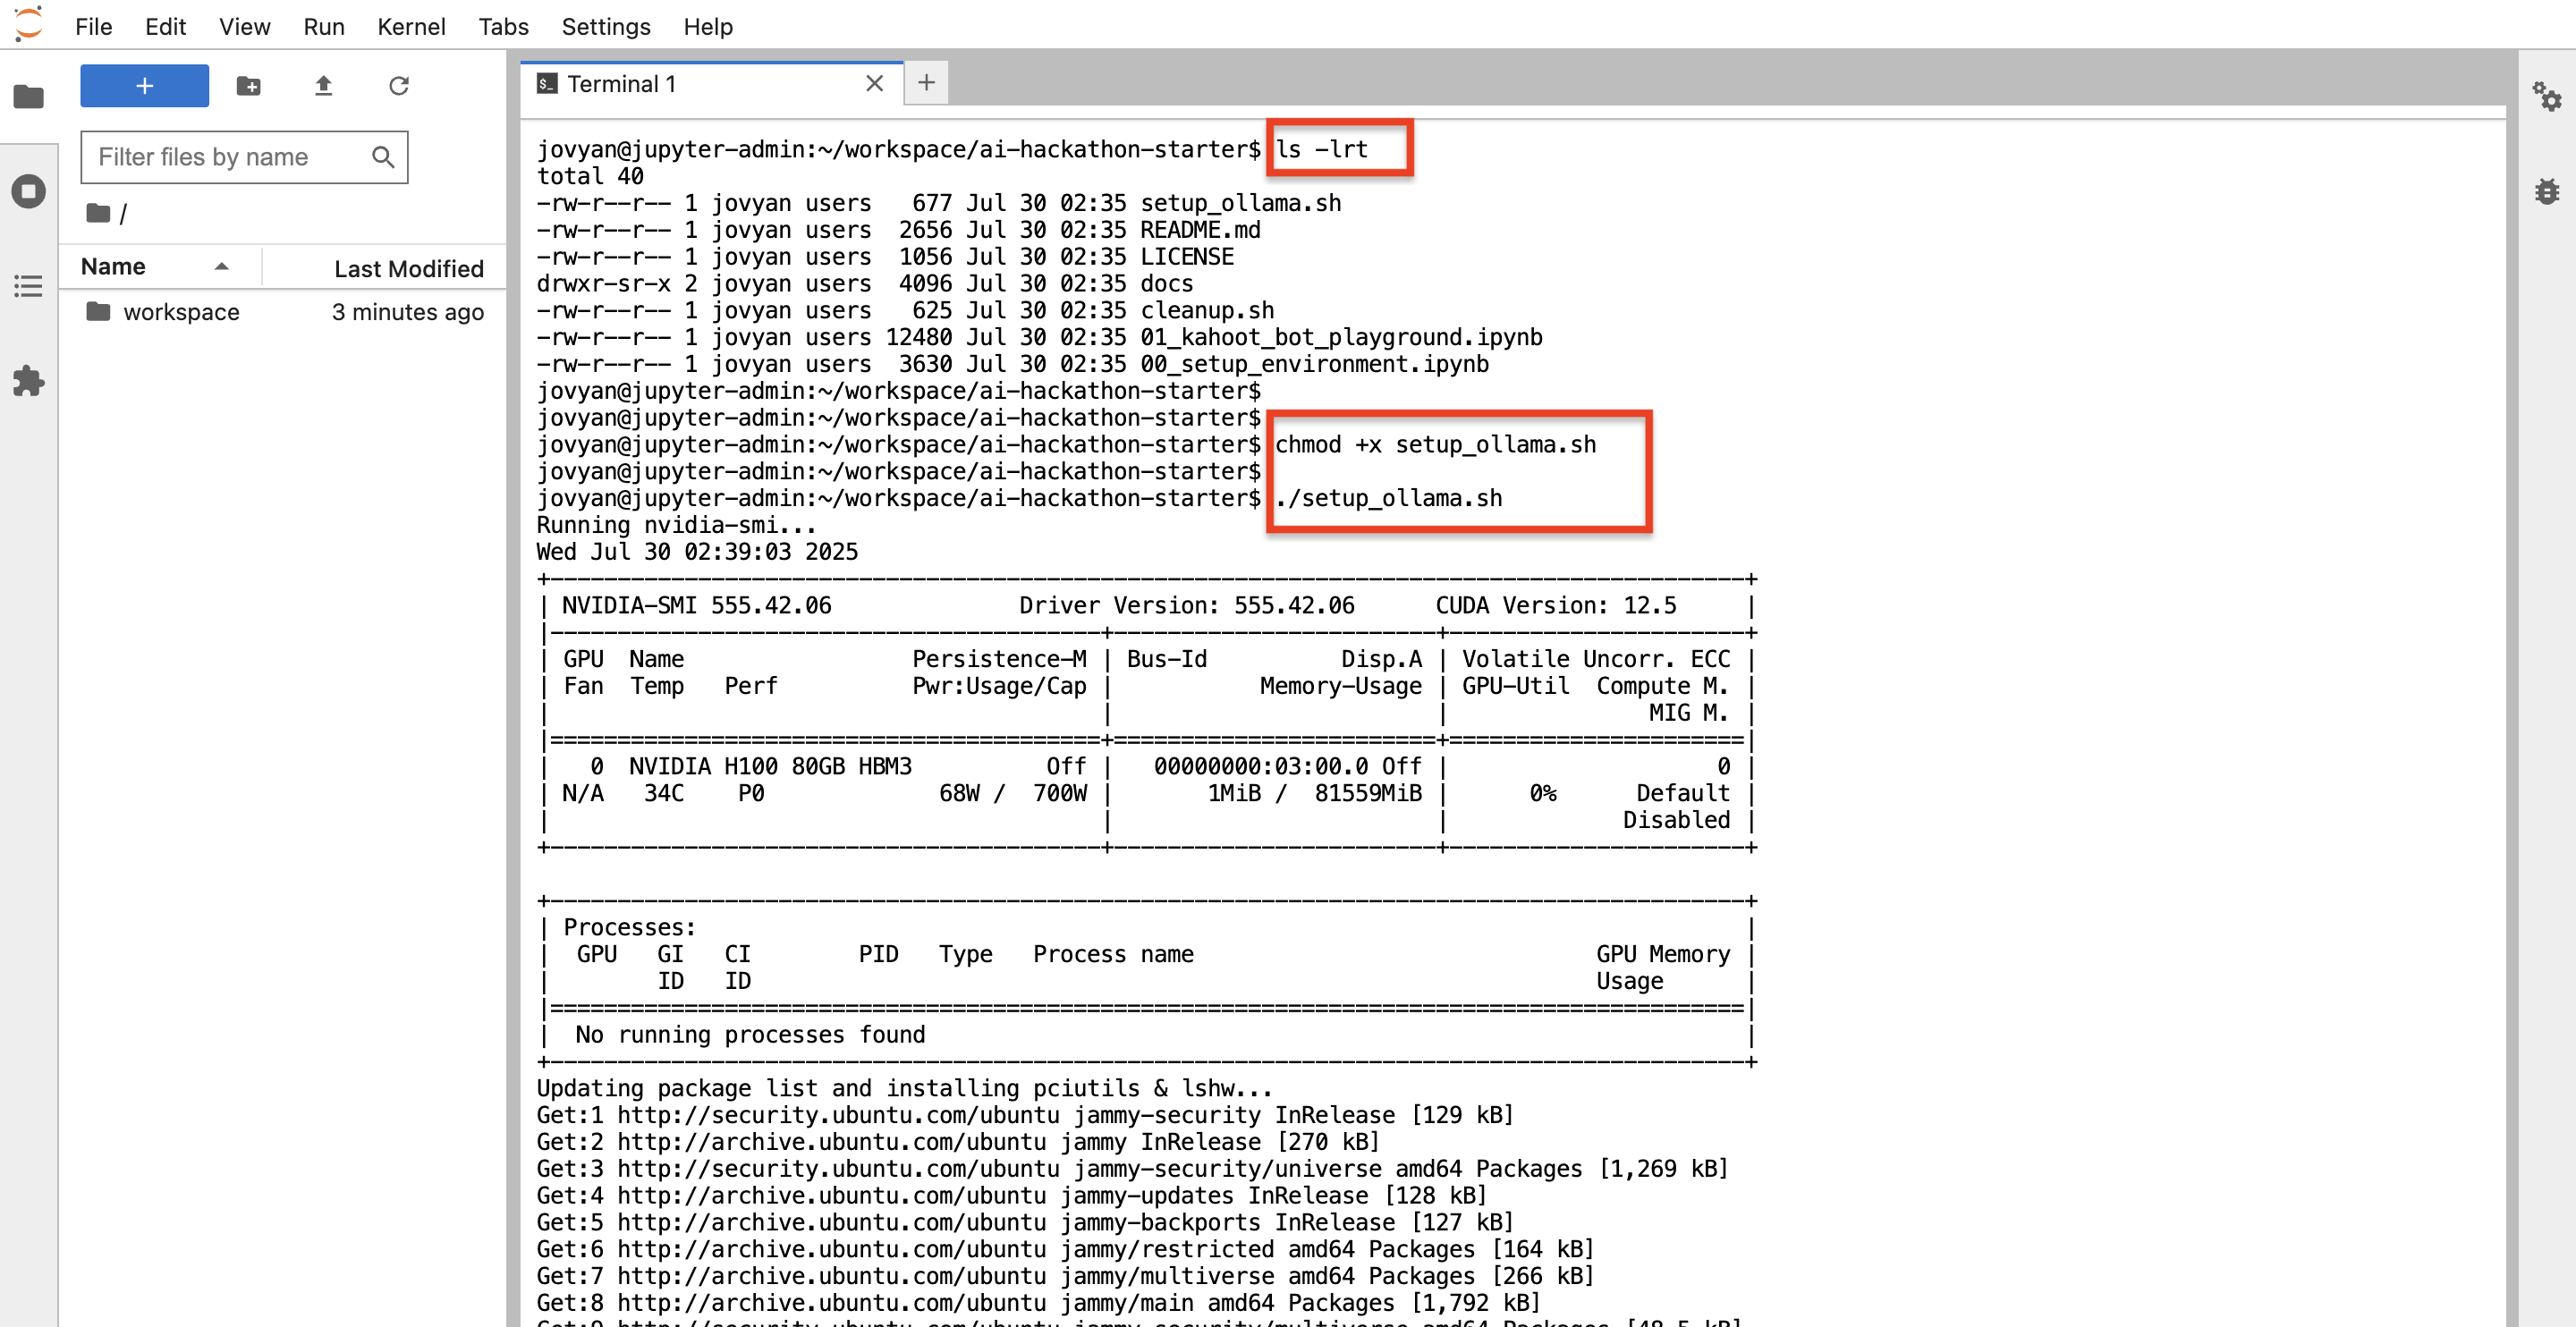 File Edit View Run Kernel Tabs Settings Help
+
Filter files by name
/
Name Last Modified
workspace 3 minutes ago
$_ Terminal 1 × +
jovyan@jupyter-admin:~/workspace/ai-hackathon-starter$ ls -lrt
total 40
-rw-r--r-- 1 jovyan users   677 Jul 30 02:35 setup_ollama.sh
-rw-r--r-- 1 jovyan users  2656 Jul 30 02:35 README.md
-rw-r--r-- 1 jovyan users  1056 Jul 30 02:35 LICENSE
drwxr-sr-x 2 jovyan users  4096 Jul 30 02:35 docs
-rw-r--r-- 1 jovyan users   625 Jul 30 02:35 cleanup.sh
-rw-r--r-- 1 jovyan users 12480 Jul 30 02:35 01_kahoot_bot_playground.ipynb
-rw-r--r-- 1 jovyan users  3630 Jul 30 02:35 00_setup_environment.ipynb
jovyan@jupyter-admin:~/workspace/ai-hackathon-starter$
jovyan@jupyter-admin:~/workspace/ai-hackathon-starter$
jovyan@jupyter-admin:~/workspace/ai-hackathon-starter$ chmod +x setup_ollama.sh
jovyan@jupyter-admin:~/workspace/ai-hackathon-starter$
jovyan@jupyter-admin:~/workspace/ai-hackathon-starter$ ./setup_ollama.sh
Running nvidia-smi...
Wed Jul 30 02:39:03 2025
NVIDIA-SMI 555.42.06 Driver Version: 555.42.06 CUDA Version: 12.5
GPU Name Persistence-M | Bus-Id Disp.A | Volatile Uncorr. ECC
Fan Temp Perf Pwr:Usage/Cap | Memory-Usage | GPU-Util Compute M.
MIG M.
0 NVIDIA H100 80GB HBM3 Off | 00000000:03:00.0 Off | 0
N/A 34C P0 68W / 700W | 1MiB / 81559MiB | 0% Default
Disabled
Processes:
GPU GI CI PID Type Process name GPU Memory
ID ID Usage
No running processes found
Updating package list and installing pciutils & lshw...
Get:1 http://security.ubuntu.com/ubuntu jammy-security InRelease [129 kB]
Get:2 http://archive.ubuntu.com/ubuntu jammy InRelease [270 kB]
Get:3 http://security.ubuntu.com/ubuntu jammy-security/universe amd64 Packages [1,269 kB]
Get:4 http://archive.ubuntu.com/ubuntu jammy-updates InRelease [128 kB]
Get:5 http://archive.ubuntu.com/ubuntu jammy-backports InRelease [127 kB]
Get:6 http://archive.ubuntu.com/ubuntu jammy/restricted amd64 Packages [164 kB]
Get:7 http://archive.ubuntu.com/ubuntu jammy/multiverse amd64 Packages [266 kB]
Get:8 http://archive.ubuntu.com/ubuntu jammy/main amd64 Packages [1,792 kB]
Get:9 http://security.ubuntu.com/ubuntu jammy-security/multiverse amd64 Packages [48.5 kB]